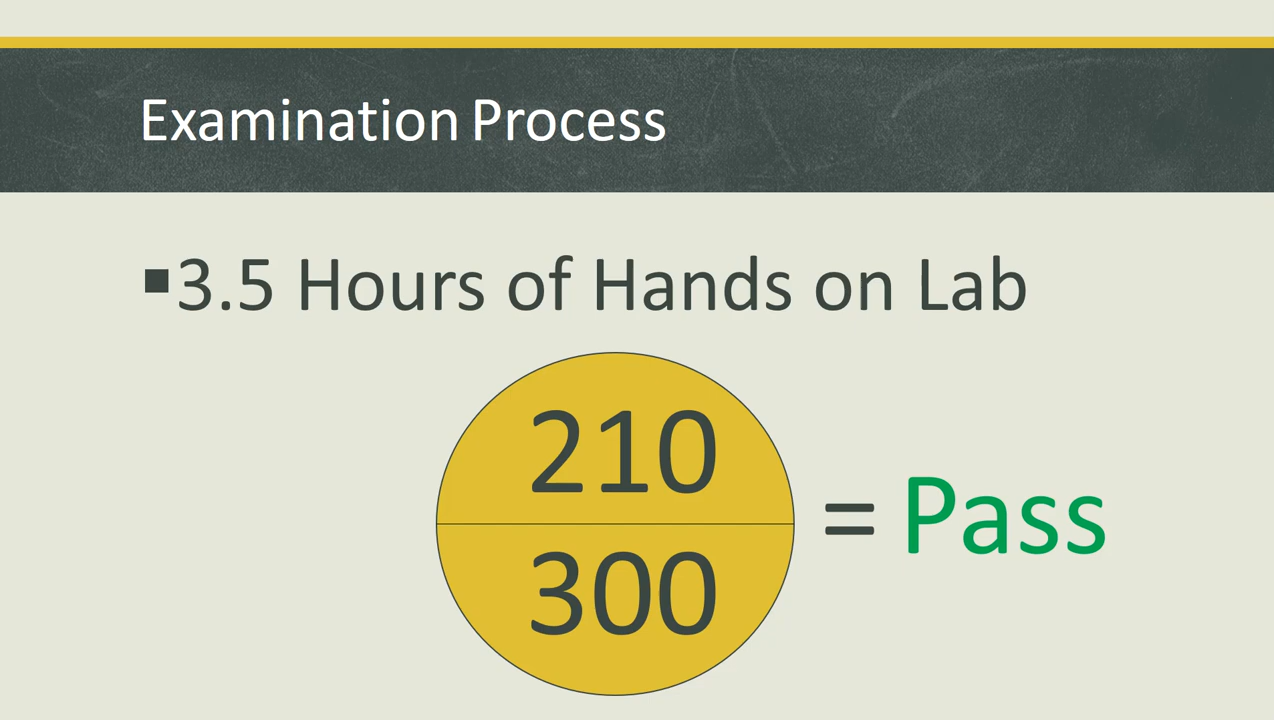 Examination Process
▪3.5 Hours of Hands on Lab
210
300
= Pass